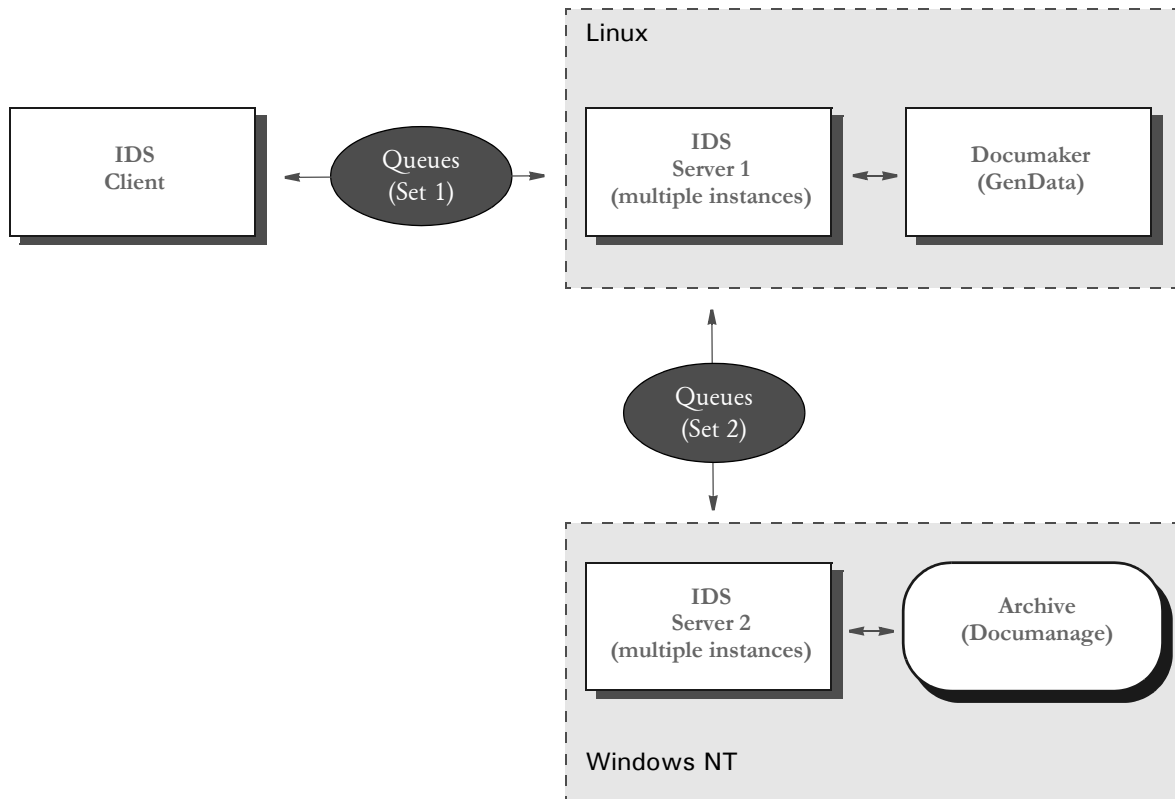 Linux
IDS
Client
Queues
(Set 1)
IDS
Server 1
(multiple instances)
Documaker
(GenData)
Queues
(Set 2)
IDS
Server 2
(multiple instances)
Archive
(Documanage)
Windows NT